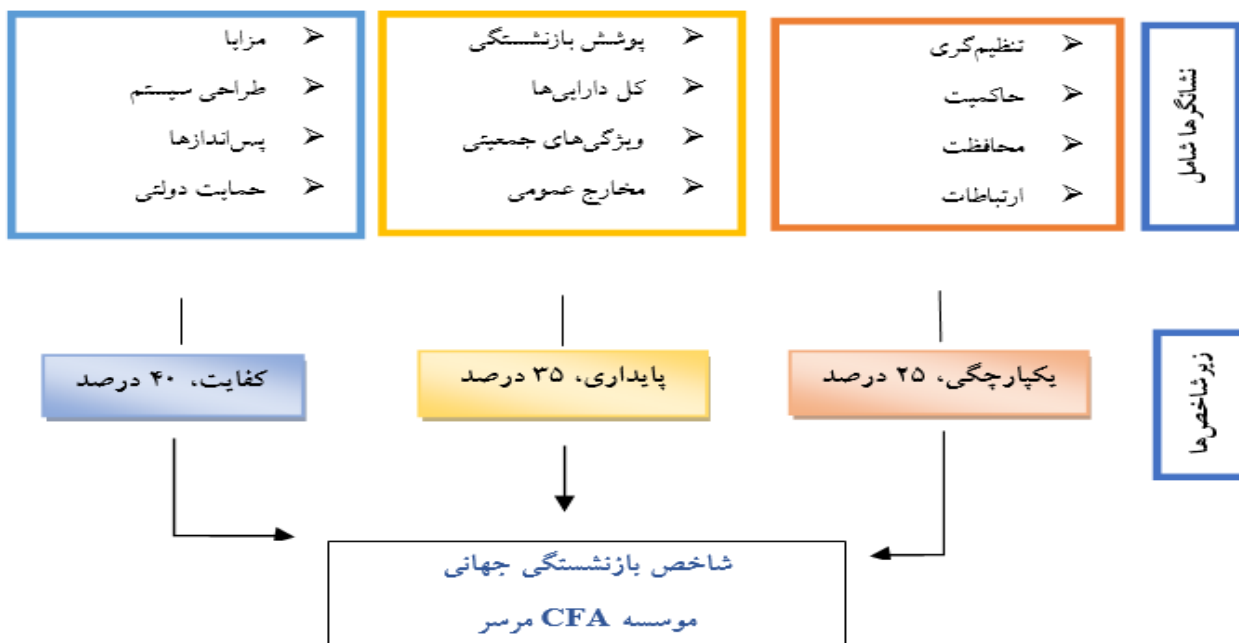 نشانگرها شامل
تنظیم‌گری
حاکمیت
محافظت
ارتباطات
پوشش بازنشستگی
کل دارایی‌ها
ویژگی‌های جمعیتی
مخارج عمومی
مزایا
طراحی سیستم
پس‌اندازها
حمایت دولتی
زیرشاخص‌ها
یکپارچگی، ۲۵ درصد
پایداری، ۳۵ درصد
کفایت، ۴۰ درصد
شاخص بازنشستگی جهانی
موسسه CFA مرسر